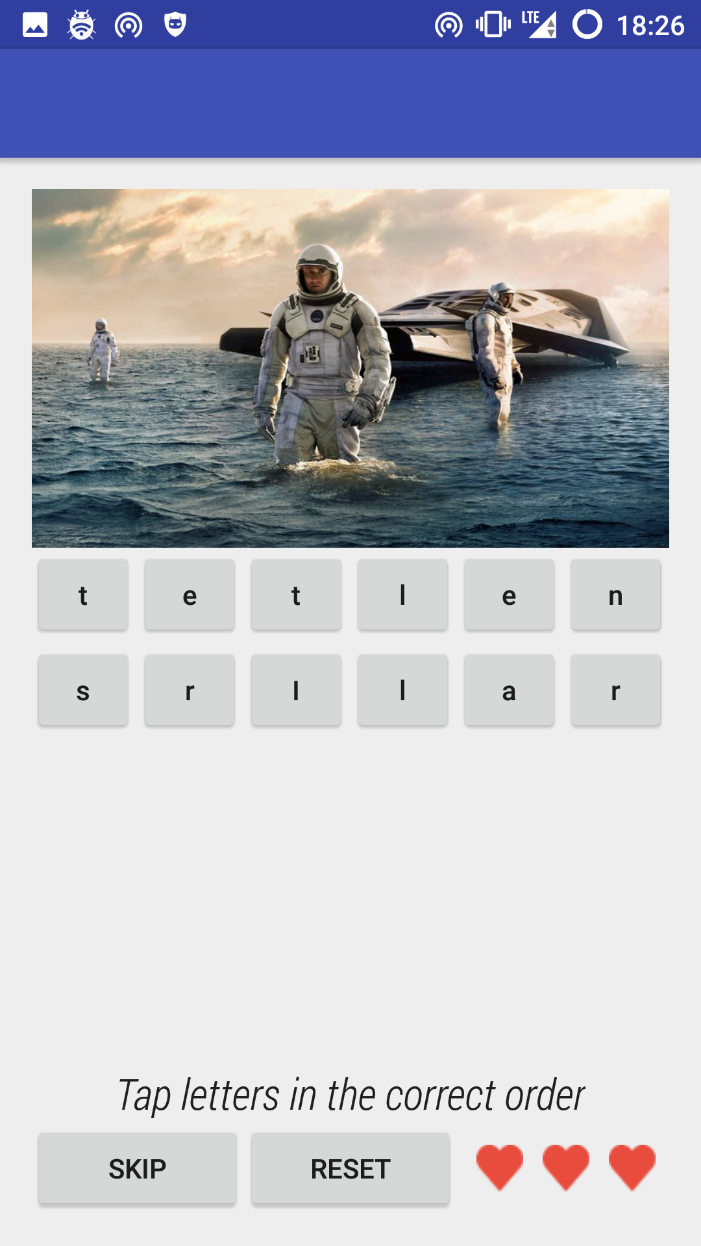 LTE 18:26
t e t l e n
s r I l a r
Tap letters in the correct order
SKIP RESET